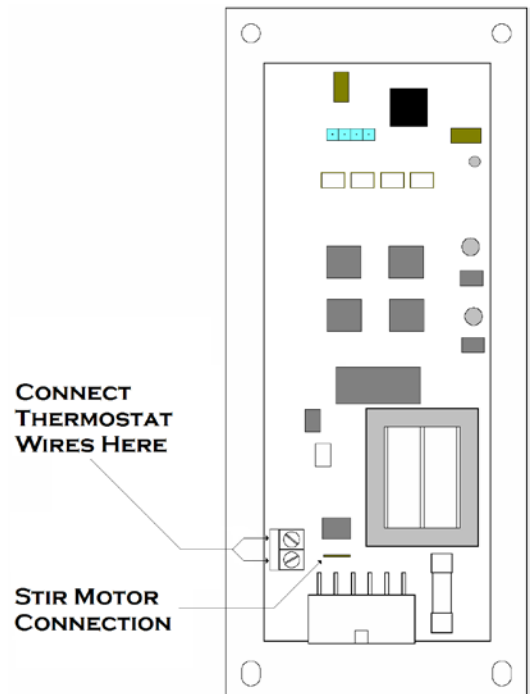 CONNECT
THERMOSTAT
WIRES HERE
STIR MOTOR
CONNECTION